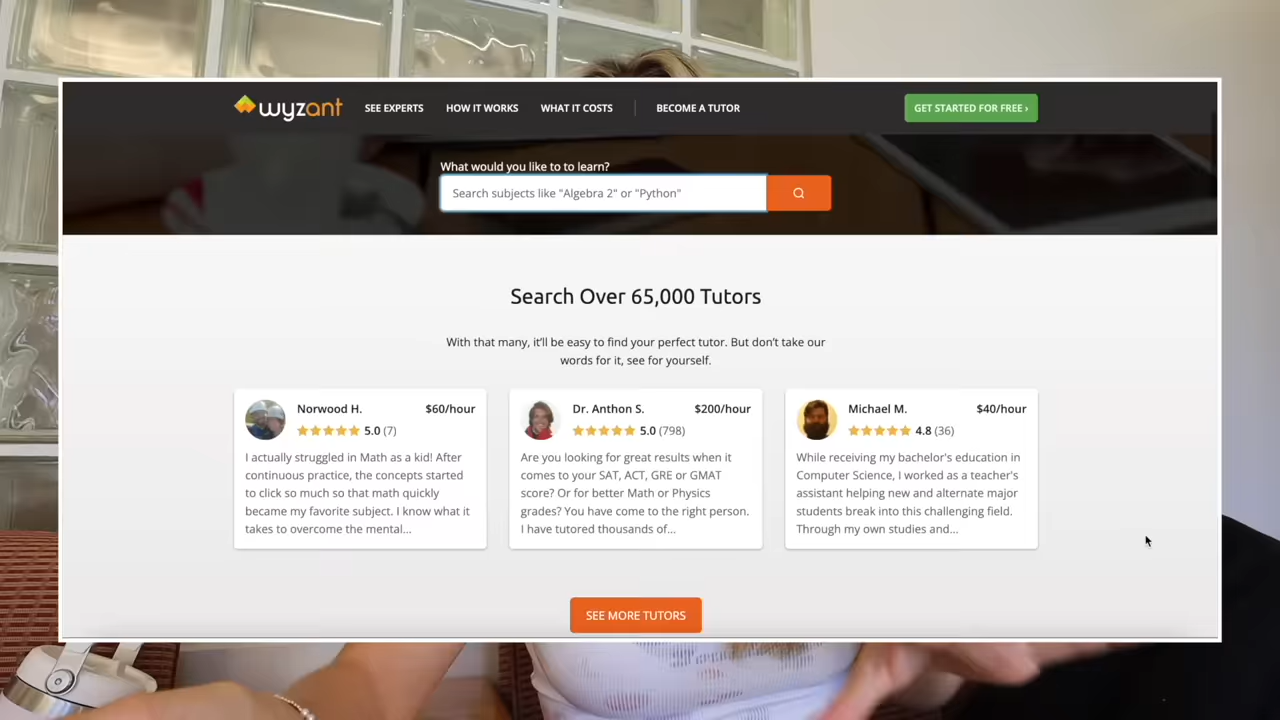 wyzant SEE EXPERTS HOW IT WORKS WHAT IT COSTS BECOME A TUTOR GET STARTED FOR FREE ›
What would you like to to learn?
Search subjects like "Algebra 2" or "Python"
Search Over 65,000 Tutors
With that many, it'll be easy to find your perfect tutor. But don't take our
words for it, see for yourself.
Norwood H. $60/hour
5.0 (7)
I actually struggled in Math as a kid! After
continuous practice, the concepts started
to click so much so that math quickly
became my favorite subject. I know what it
takes to overcome the mental...
Dr. Anthon S. $200/hour
5.0 (798)
Are you looking for great results when it
comes to your SAT, ACT, GRE or GMAT
score? Or for better Math or Physics
grades? You have come to the right person.
I have tutored thousands of...
Michael M. $40/hour
4.8 (36)
While receiving my bachelor's education in
Computer Science, I worked as a teacher's
assistant helping new and alternate major
students break into this challenging field.
Through my own studies and...
SEE MORE TUTORS